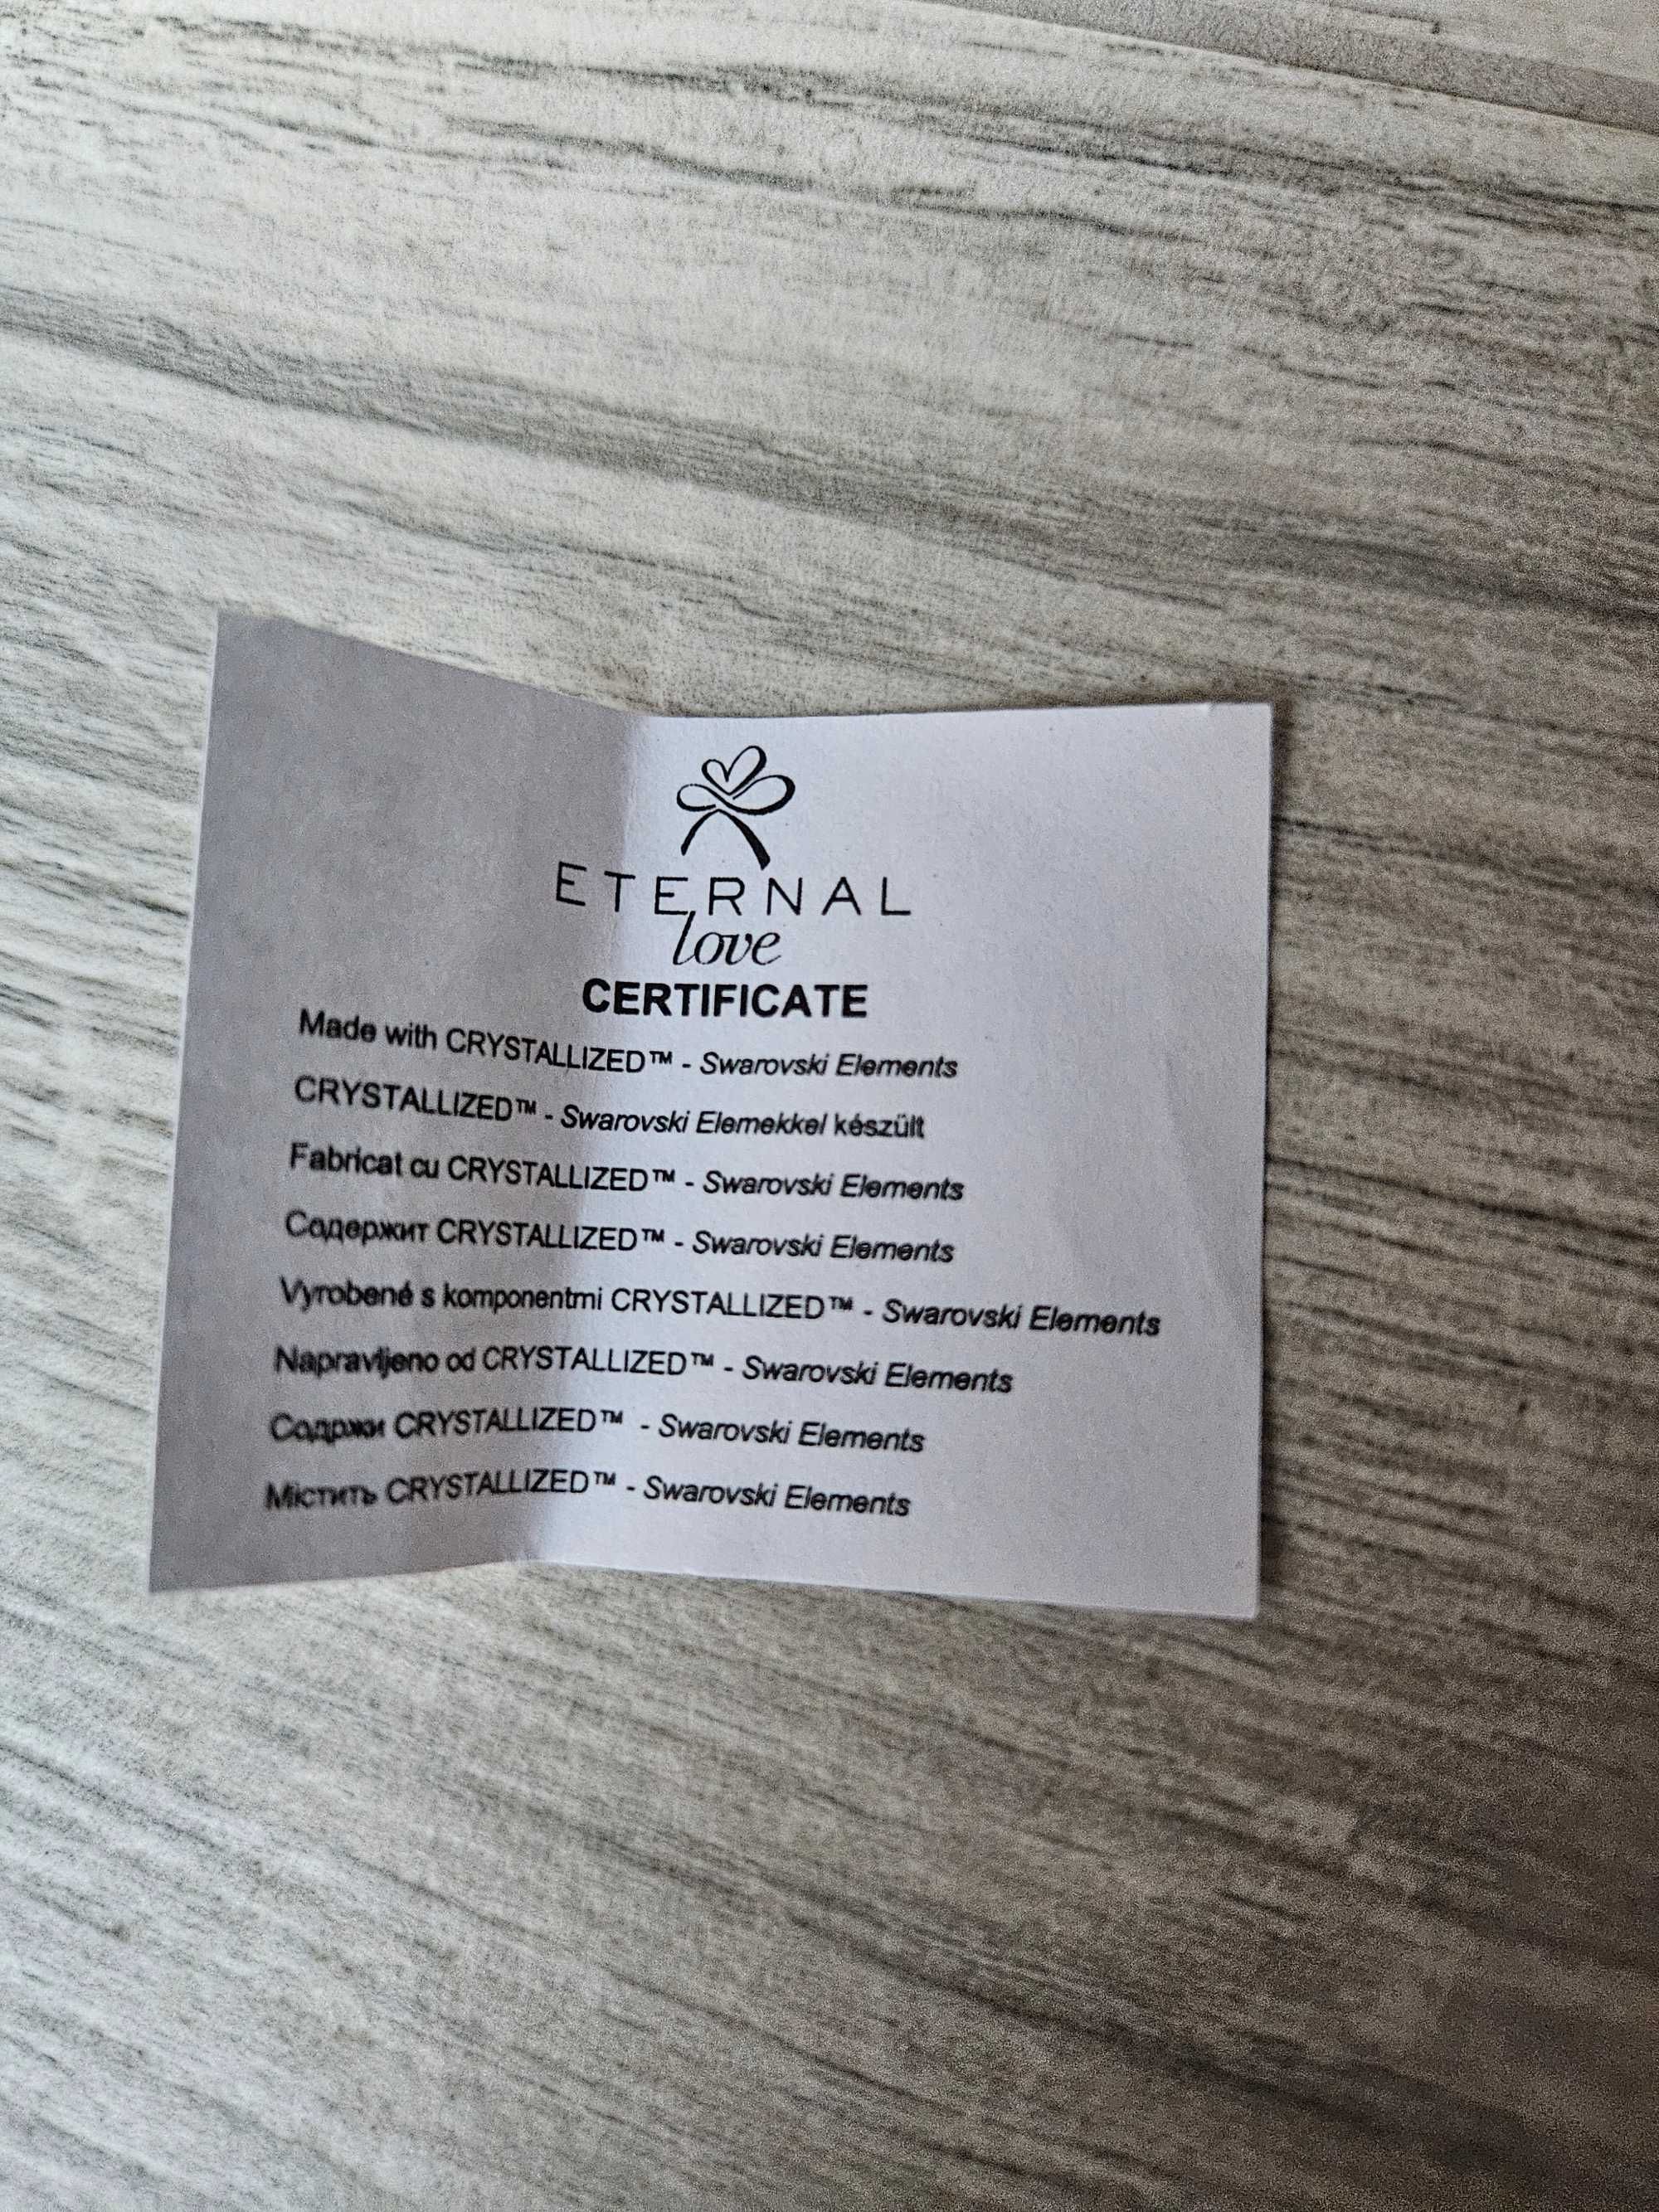 ETERNAL
love
CERTIFICATE
Made with CRYSTALLIZED™ - Swarovski Elements
CRYSTALLIZED™ - Swarovski Elemekkel készült
Fabricat cu CRYSTALLIZED™ - Swarovski Elements
Содержит CRYSTALLIZED™ - Swarovski Elements
Vyrobené s komponentmi CRYSTALLIZED™ - Swarovski Elements
Napravljeno od CRYSTALLIZED™ - Swarovski Elements
Содржи CRYSTALLIZED™ - Swarovski Elements
Містить CRYSTALLIZED™ - Swarovski Elements